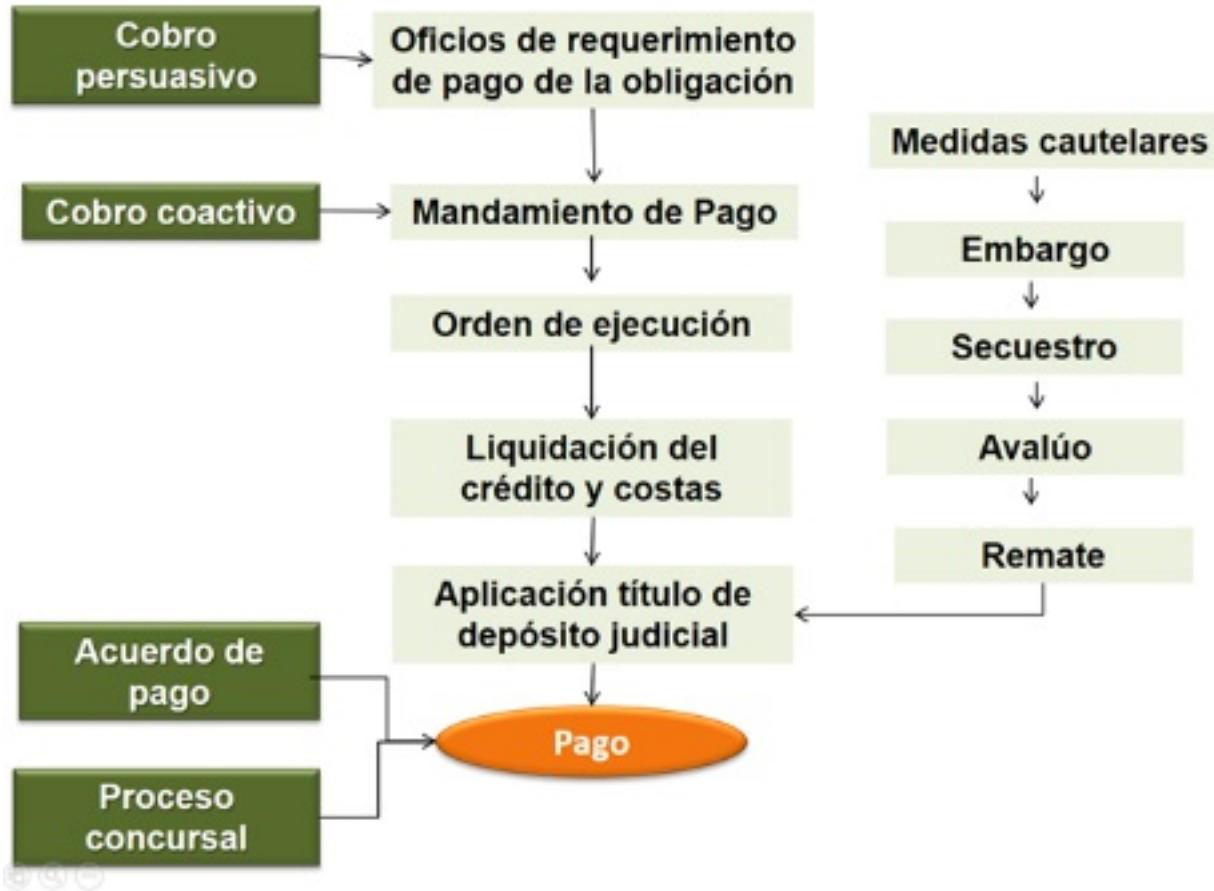 Cobro
persuasivo
Oficios de requerimiento
de pago de la obligación
Medidas cautelares
Cobro coactivo
Mandamiento de Pago
Embargo
Orden de ejecución
Secuestro
Liquidación del
crédito y costas
Avalúo
Remate
Aplicación título de
depósito judicial
Acuerdo de
pago
Pago
Proceso
concursal